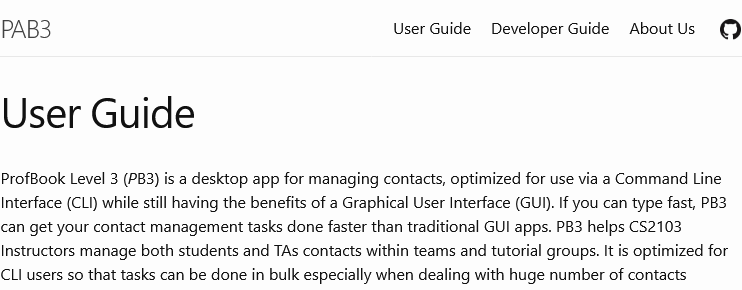 PAB3 User Guide Developer Guide About Us
User Guide
ProfBook Level 3 (PB3) is a desktop app for managing contacts, optimized for use via a Command Line
Interface (CLI) while still having the benefits of a Graphical User Interface (GUI). If you can type fast, PB3
can get your contact management tasks done faster than traditional GUI apps. PB3 helps CS2103
Instructors manage both students and TAs contacts within teams and tutorial groups. It is optimized for
CLI users so that tasks can be done in bulk especially when dealing with huge number of contacts